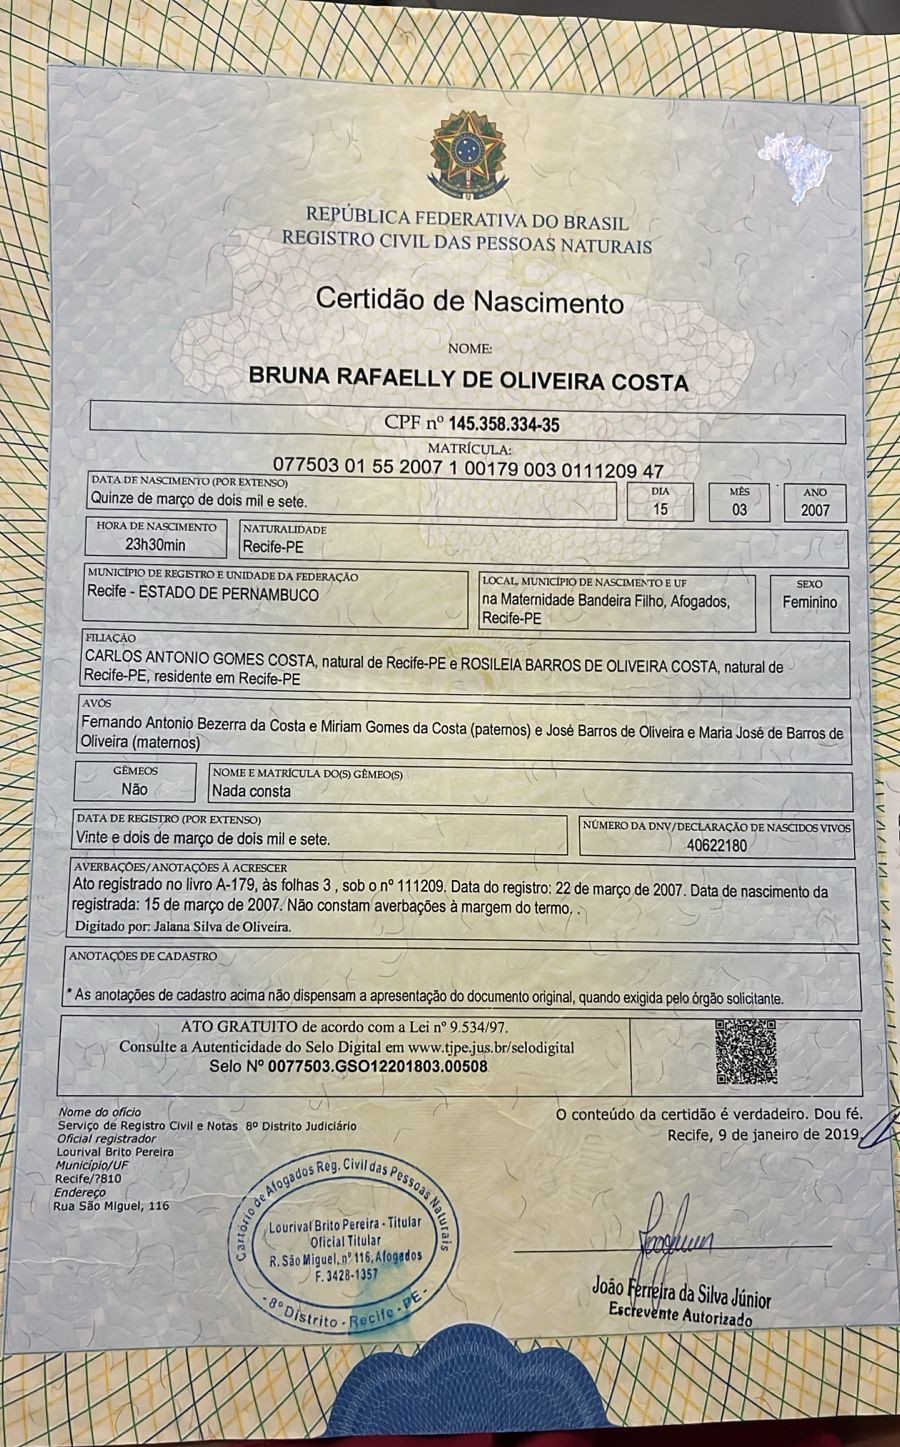 REPÚBLICA FEDERATIVA DO BRASIL
REGISTRO CIVIL DAS PESSOAS NATURAIS
Certidão de Nascimento
NOME:
BRUNA RAFAELLY DE OLIVEIRA COSTA
CPF nº 145.358.334-35
MATRÍCULA:
077503 01 55 2007 1 00179 003 0111209 47
DATA DE NASCIMENTO (POR EXTENSO)
Quinze de março de dois mil e sete.
DIA
15
MÊS
03
ANO
2007
HORA DE NASCIMENTO
23h30min
NATURALIDADE
Recife-PE
MUNICÍPIO DE REGISTRO E UNIDADE DA FEDERAÇÃO
Recife - ESTADO DE PERNAMBUCO
LOCAL, MUNICÍPIO DE NASCIMENTO E UF
na Maternidade Bandeira Filho, Afogados,
Recife-PE
SEXO
Feminino
FILIAÇÃO
CARLOS ANTONIO GOMES COSTA, natural de Recife-PE e ROSILEIA BARROS DE OLIVEIRA COSTA, natural de
Recife-PE, residente em Recife-PE
AVÓS
Fernando Antonio Bezerra da Costa e Miriam Gomes da Costa (paternos) e José Barros de Oliveira e Maria José de Barros de
Oliveira (maternos)
GÊMEOS
Não
NOME E MATRÍCULA DO(S) GÊMEO(S)
Nada consta
DATA DE REGISTRO (POR EXTENSO)
Vinte e dois de março de dois mil e sete.
NÚMERO DA DNV/DECLARAÇÃO DE NASCIDOS VIVOS
40622180
AVERBAÇÕES/ANOTAÇÕES À ACRESCER
Ato registrado no livro A-179, às folhas 3 , sob o nº 111209. Data do registro: 22 de março de 2007. Data de nascimento da
registrada: 15 de março de 2007. Não constam averbações à margem do termo. .
Digitado por: Jalana Silva de Oliveira.
ANOTAÇÕES DE CADASTRO
* As anotações de cadastro acima não dispensam a apresentação do documento original, quando exigida pelo órgão solicitante.
ATO GRATUITO de acordo com a Lei nº 9.534/97.
Consulte a Autenticidade do Selo Digital em www.tjpe.jus.br/selodigital
Selo Nº 0077503.GSO12201803.00508
Nome do ofício
Serviço de Registro Civil e Notas 8º Distrito Judiciário
Oficial registrador
Lourival Brito Pereira
Município/UF
Recife/?810
Endereço
Rua São Miguel, 116
O conteúdo da certidão é verdadeiro. Dou fé.
Recife, 9 de janeiro de 2019.
Cartório de Afogados Reg. Civil das Pessoas Naturais
Lourival Brito Pereira - Titular
Oficial Titular
R. São Miguel, nº 116, Afogados
F. 3428-1357
- 8º Distrito - Recife - PE -
João Ferreira da Silva Júnior
Escrevente Autorizado